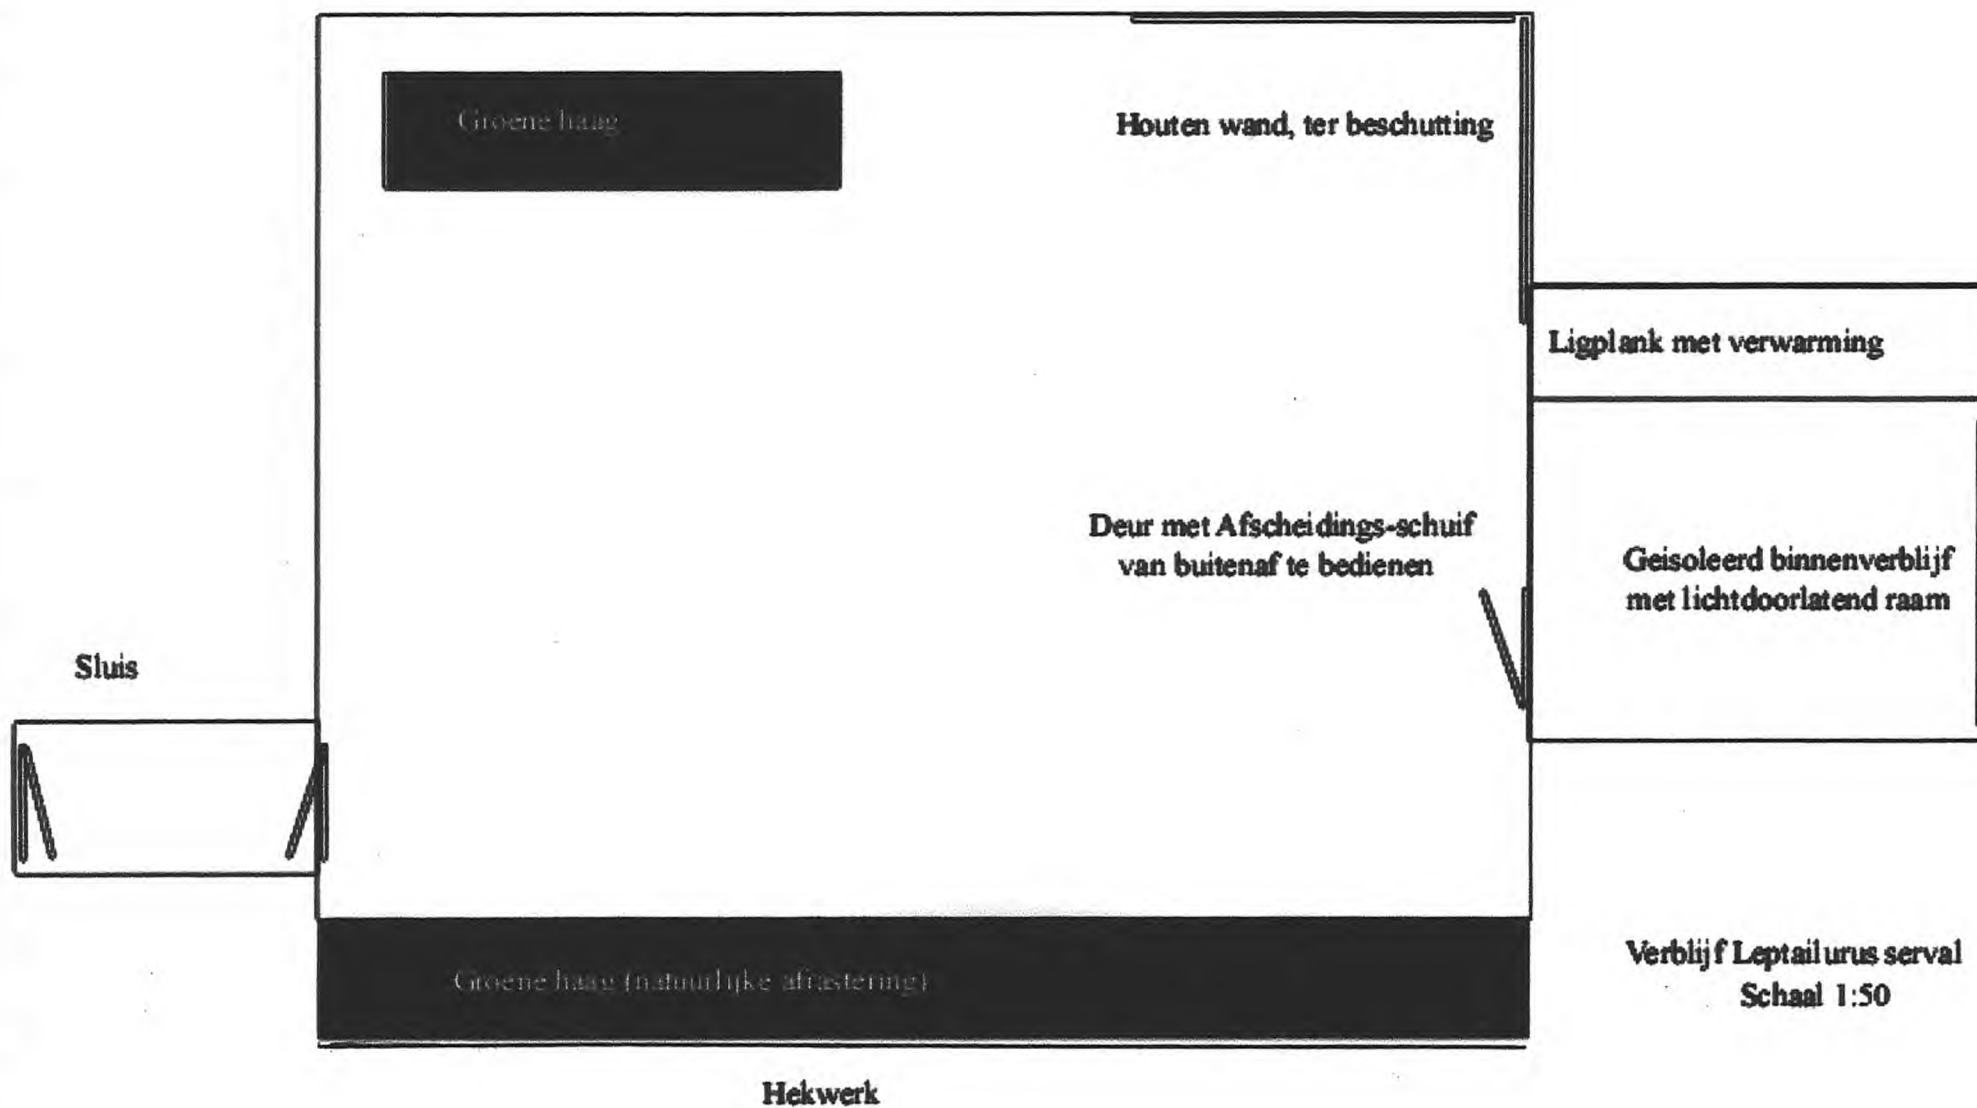 Groene haag
Houten wand, ter beschutting
Ligplank met verwarming
Deur met Afscheidings-schuif
van buitenaf te bedienen
Geisoleerd binnenverblijf
met lichtdoorlatend raam
Sluis
Groene haag (natuurlijke afrastering)
Verblijf Leptailurus serval
Schaal 1:50
Hekwerk